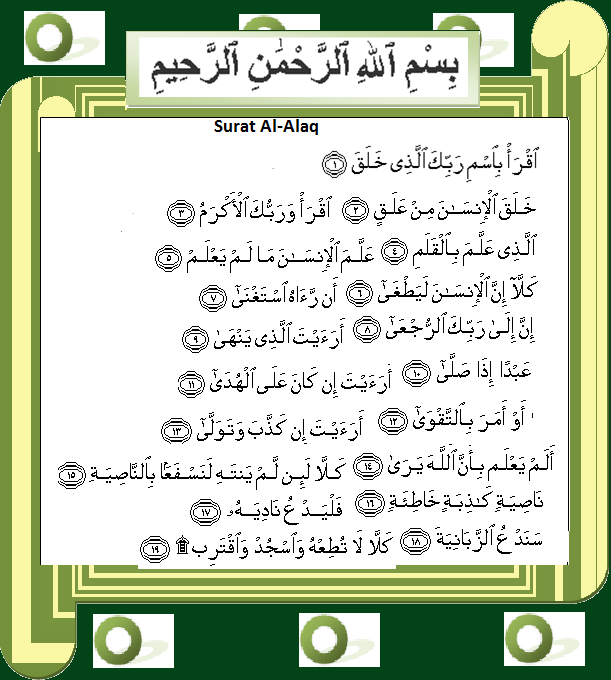 بِسْمِ ٱللَّهِ ٱلرَّحْمَٰنِ ٱلرَّحِيمِ
Surat Al-Alaq
ٱقْرَأْ بِٱسْمِ رَبِّكَ ٱلَّذِى خَلَقَ ١
خَلَقَ ٱلْإِنسَٰنَ مِنْ عَلَقٍ ٢ ٱقْرَأْ وَرَبُّكَ ٱلْأَكْرَمُ ٣
ٱلَّذِى عَلَّمَ بِٱلْقَلَمِ ٤ عَلَّمَ ٱلْإِنسَٰنَ مَا لَمْ يَعْلَمْ ٥
كَلَّآ إِنَّ ٱلْإِنسَٰنَ لَيَطْغَىٰٓ ٦ أَن رَّءَاهُ ٱسْتَغْنَىٰٓ ٧
إِنَّ إِلَىٰ رَبِّكَ ٱلرُّجْعَىٰٓ ٨ أَرَءَيْتَ ٱلَّذِى يَنْهَىٰ ٩
عَبْدًا إِذَا صَلَّىٰٓ ١٠ أَرَءَيْتَ إِن كَانَ عَلَى ٱلْهُدَىٰٓ ١١
أَوْ أَمَرَ بِٱلتَّقْوَىٰٓ ١٢ أَرَءَيْتَ إِن كَذَّبَ وَتَوَلَّىٰٓ ١٣
أَلَمْ يَعْلَم بِأَنَّ ٱللَّهَ يَرَىٰ ١٤ كَلَّا لَئِن لَّمْ يَنتَهِ لَنَسْفَعًۢا بِٱلنَّاصِيَةِ ١٥
نَاصِيَةٍ كَٰذِبَةٍ خَاطِئَةٍ ١٦ فَلْيَدْعُ نَادِيَهُۥ ١٧
سَنَدْعُ ٱلزَّبَانِيَةَ ١٨ كَلَّا لَا تُطِعْهُ وَٱسْجُدْ وَٱقْتَرِب ۩ ١٩